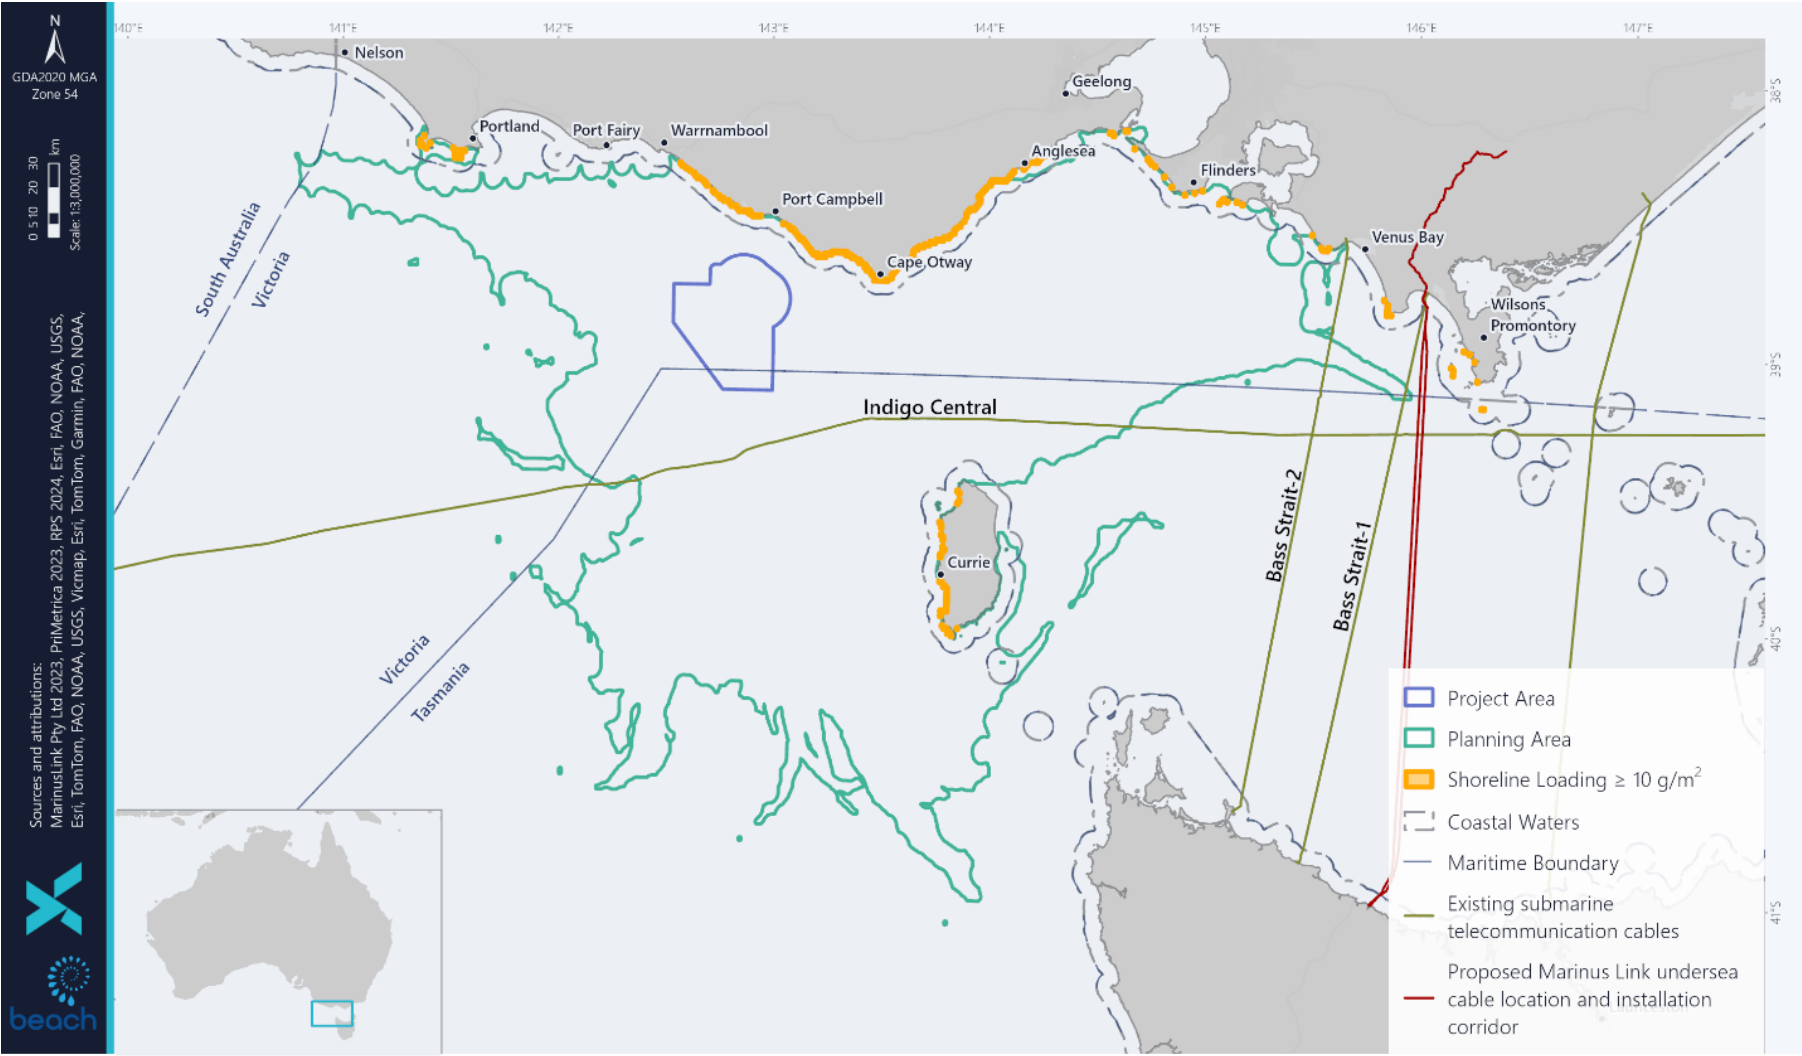 N
GDA2020 MGA
Zone 54
0 5 10 20 30
km
Scale: 1:3,000,000
Sources and attributions:
MarinusLink Pty Ltd 2023, PriMetrica 2023, RPS 2024, Esri, FAO, NOAA, USGS,
Esri, TomTom, FAO, NOAA, USGS, Vicmap, Esri, TomTom, Garmin, FAO, NOAA,
beach
140°E
141°E
142°E
143°E
144°E
145°E
146°E
147°E
38°S
39°S
40°S
41°S
Nelson
Geelong
Portland
Port Fairy
Warrnambool
Anglesea
Flinders
Port Campbell
Venus Bay
Cape Otway
Wilsons
Promontory
South Australia
Victoria
Indigo Central
Bass Strait-2
Bass Strait-1
Currie
Victoria
Tasmania
Project Area
Planning Area
Shoreline Loading ≥ 10 g/m²
Coastal Waters
Maritime Boundary
Existing submarine
telecommunication cables
Proposed Marinus Link undersea
cable location and installation
corridor
Launceston